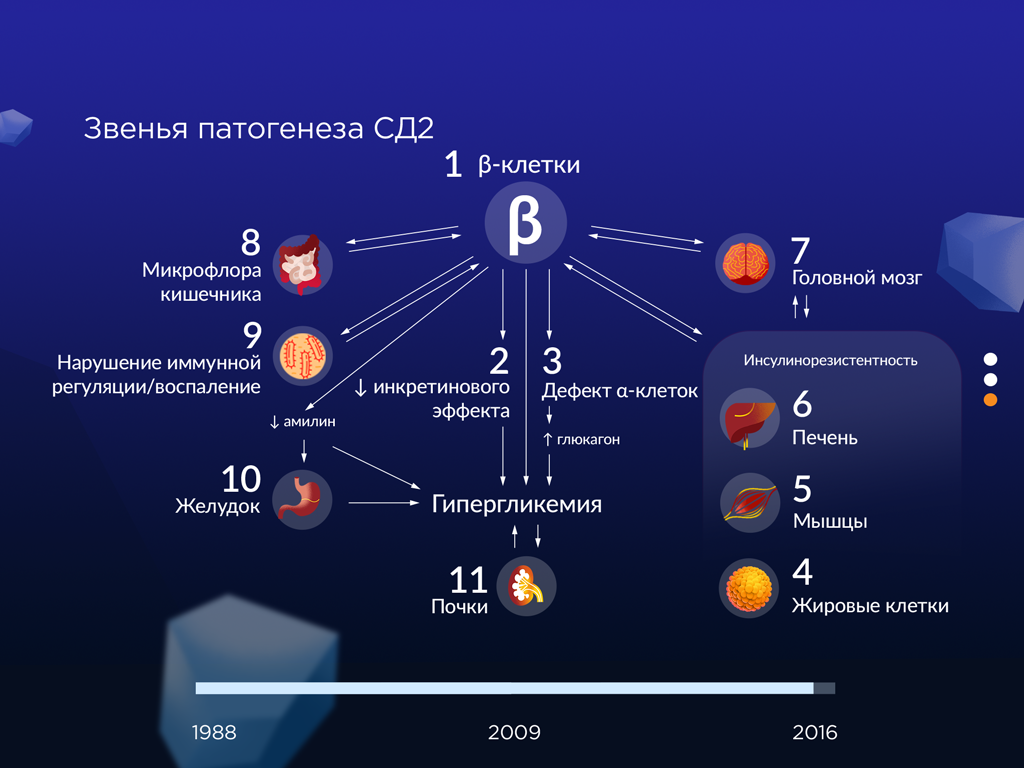 Звенья патогенеза СД2
1 β-клетки
β
8
Микрофлора
кишечника
7
Головной мозг
9
Нарушение иммунной
регуляции/воспаление
2
↓ инкретинового
эффекта
3
Дефект α-клеток
↑ глюкагон
↓ амилин
10
Желудок
Гипергликемия
11
Почки
Инсулинорезистентность
6
Печень
5
Мышцы
4
Жировые клетки
1988
2009
2016